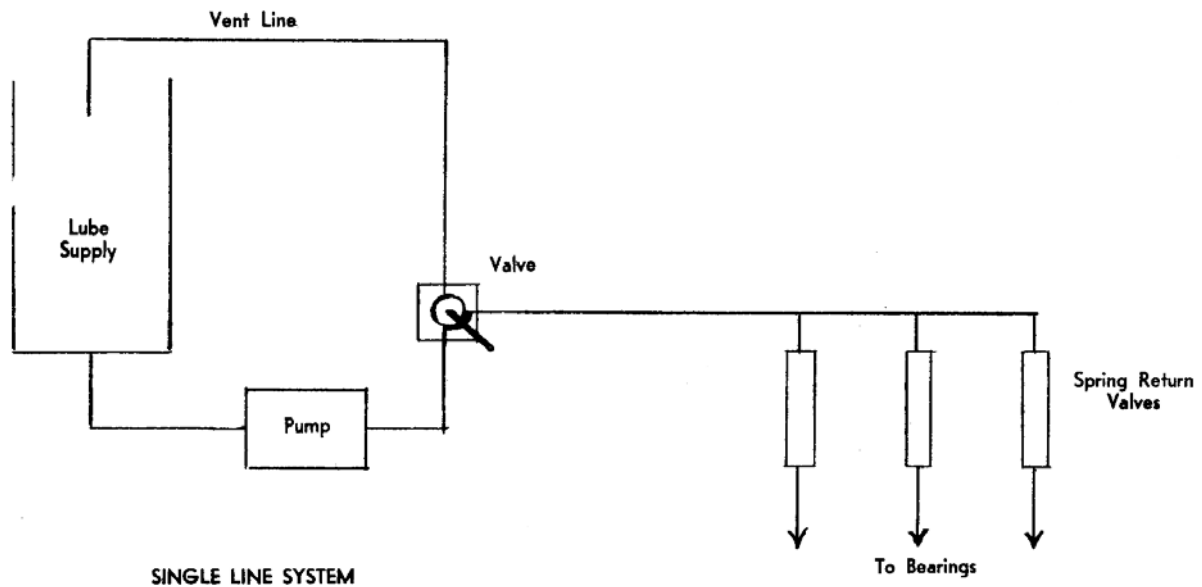 Vent Line
Lube
Supply
Valve
Pump
Spring Return
Valves
To Bearings
SINGLE LINE SYSTEM